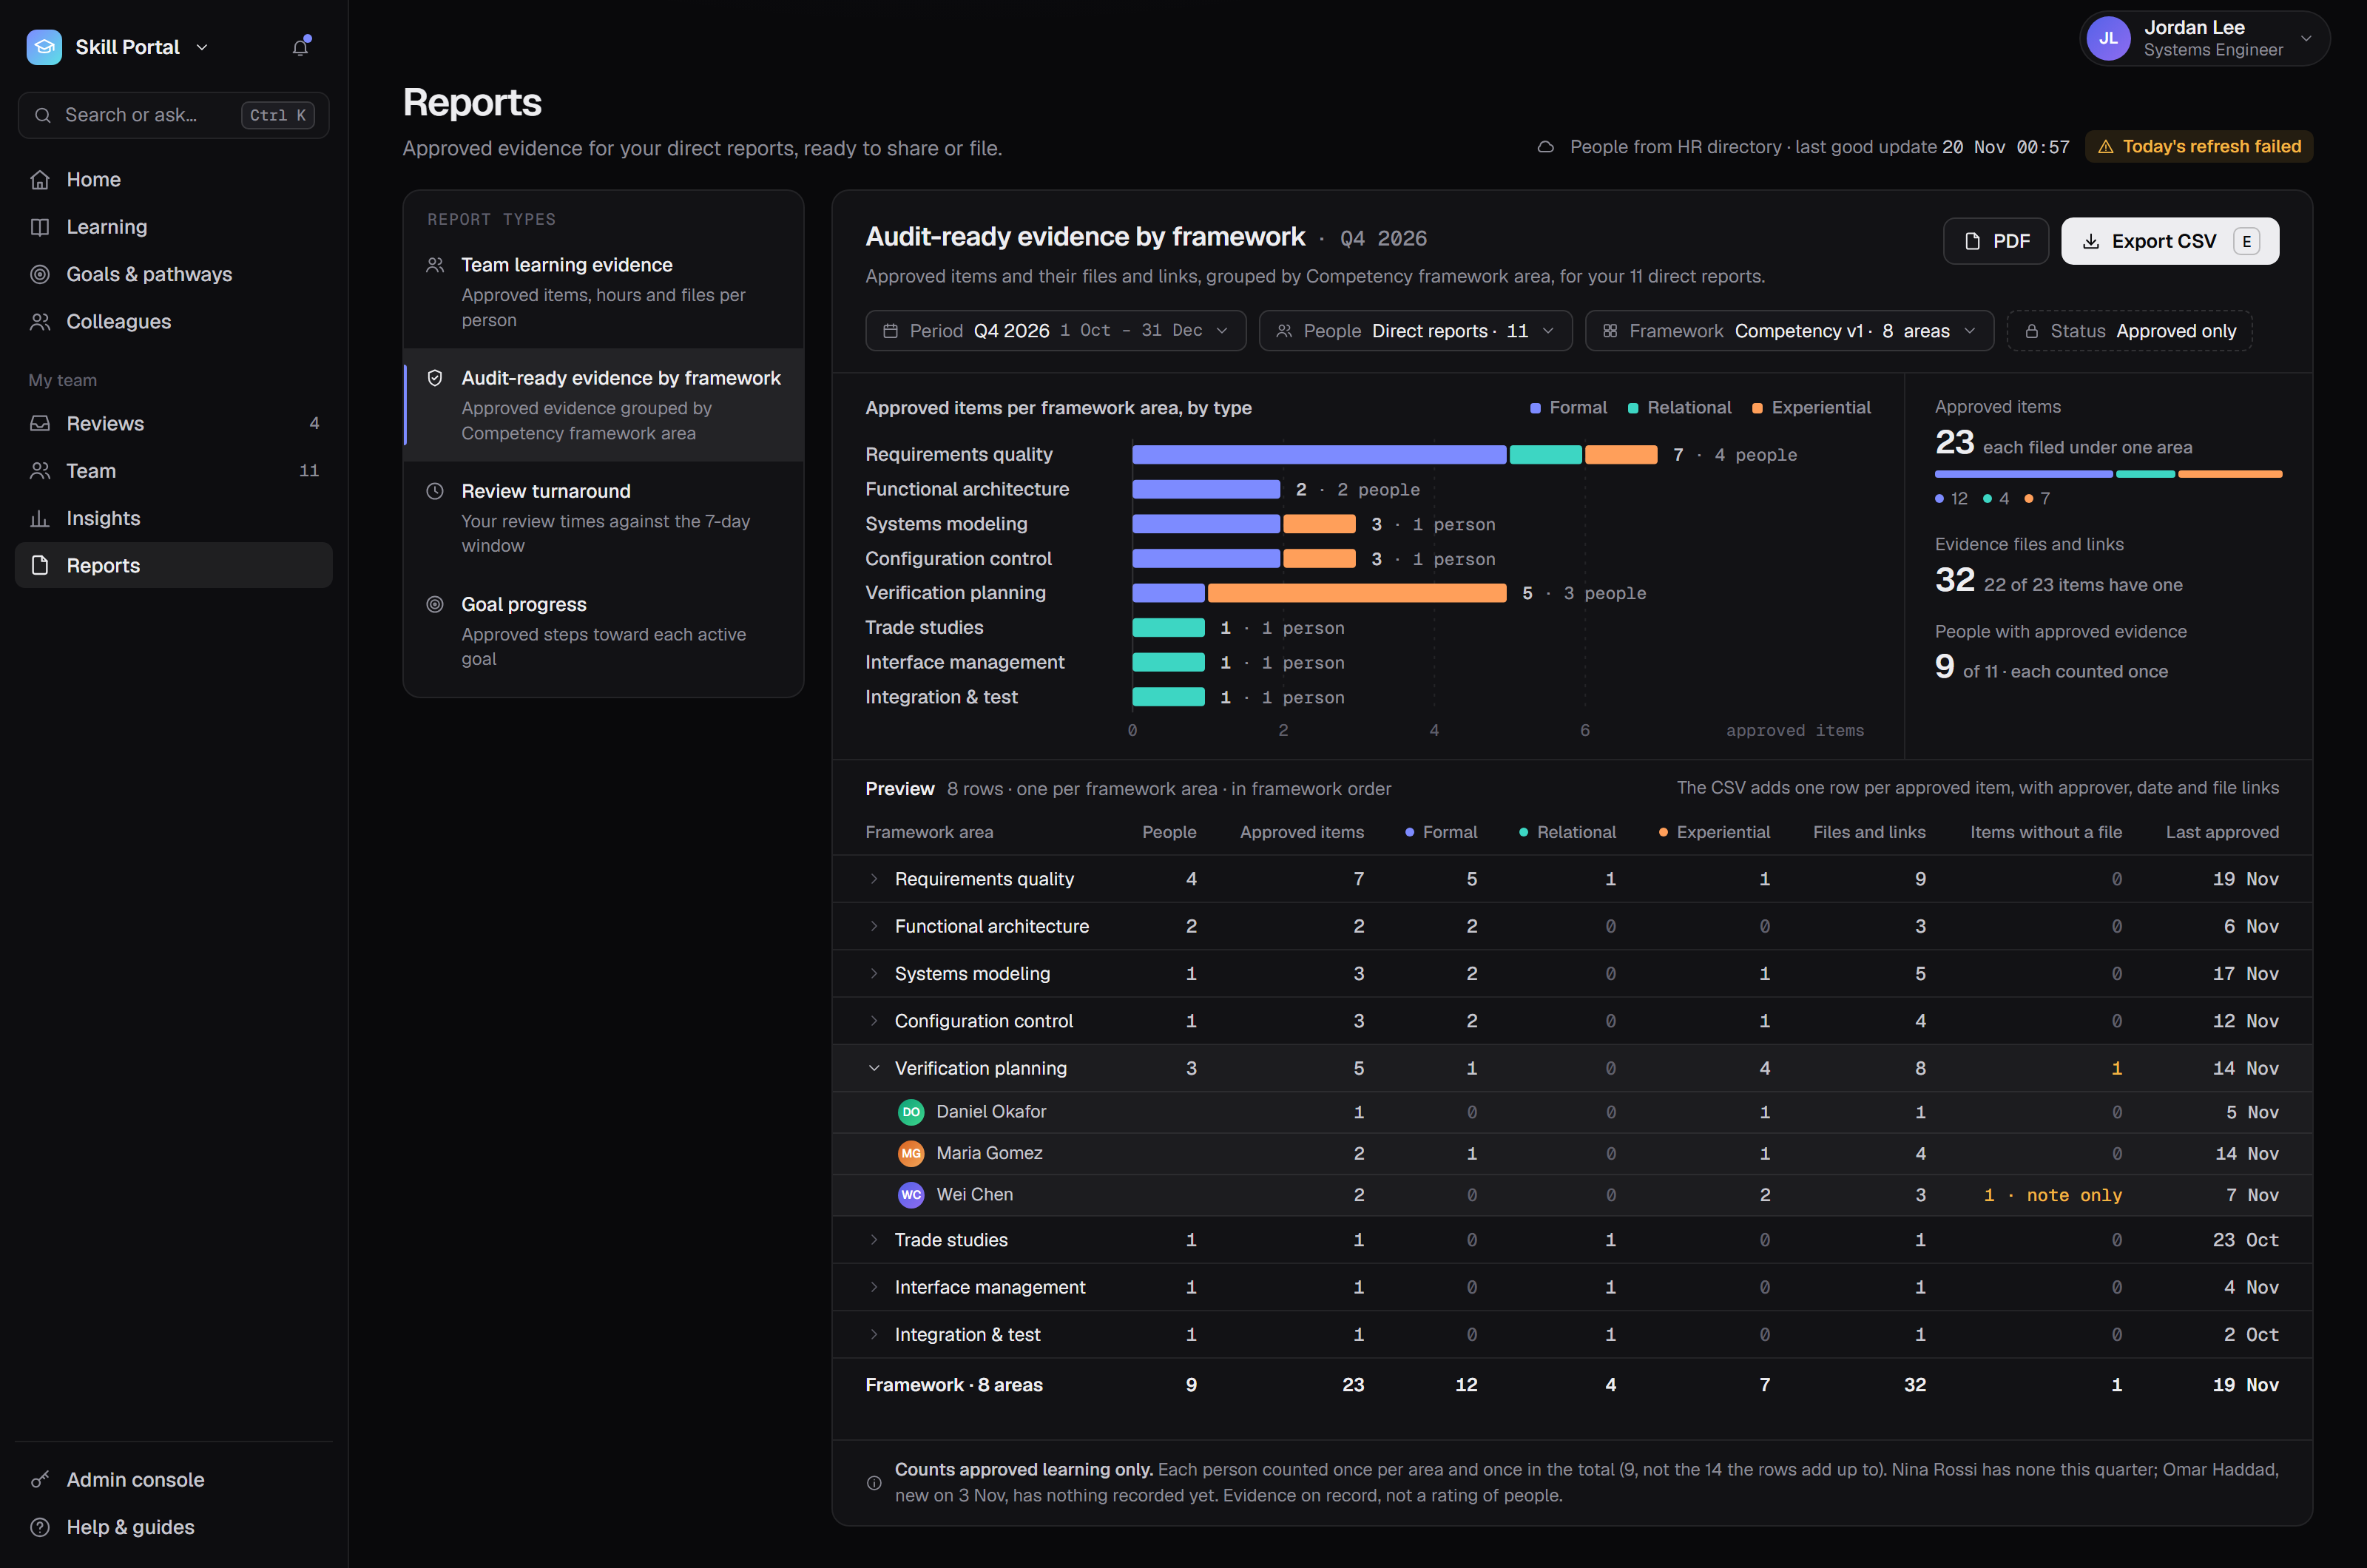 Skill Portal
Search or ask...
Ctrl K
Home
Learning
Goals & pathways
Colleagues
My team
Reviews 4
Team 11
Insights
Reports
Admin console
Help & guides
JL
Jordan Lee
Systems Engineer
Reports
Approved evidence for your direct reports, ready to share or file.
People from HR directory · last good update 20 Nov 00:57
Today's refresh failed
REPORT TYPES
Team learning evidence
Approved items, hours and files per
person
Audit-ready evidence by framework
Approved evidence grouped by
Competency framework area
Review turnaround
Your review times against the 7-day
window
Goal progress
Approved steps toward each active
goal
Audit-ready evidence by framework · Q4 2026
PDF
Export CSV E
Approved items and their files and links, grouped by Competency framework area, for your 11 direct reports.
Period Q4 2026 1 Oct – 31 Dec
People Direct reports · 11
Framework Competency v1 · 8 areas
Status Approved only
Approved items per framework area, by type
Formal Relational Experiential
Requirements quality 7 · 4 people
Functional architecture 2 · 2 people
Systems modeling 3 · 1 person
Configuration control 3 · 1 person
Verification planning 5 · 3 people
Trade studies 1 · 1 person
Interface management 1 · 1 person
Integration & test 1 · 1 person
0 2 4 6 approved items
Approved items
23 each filed under one area
12 4 7
Evidence files and links
32 22 of 23 items have one
People with approved evidence
9 of 11 · each counted once
Preview 8 rows · one per framework area · in framework order
The CSV adds one row per approved item, with approver, date and file links
Framework area People Approved items Formal Relational Experiential Files and links Items without a file Last approved
Requirements quality 4 7 5 1 1 9 0 19 Nov
Functional architecture 2 2 2 0 0 3 0 6 Nov
Systems modeling 1 3 2 0 1 5 0 17 Nov
Configuration control 1 3 2 0 1 4 0 12 Nov
Verification planning 3 5 1 0 4 8 1 14 Nov
DO Daniel Okafor 1 0 0 1 1 0 5 Nov
MG Maria Gomez 2 1 0 1 4 0 14 Nov
WC Wei Chen 2 0 0 2 3 1 · note only 7 Nov
Trade studies 1 1 0 1 0 1 0 23 Oct
Interface management 1 1 0 1 0 1 0 4 Nov
Integration & test 1 1 0 1 0 1 0 2 Oct
Framework · 8 areas 9 23 12 4 7 32 1 19 Nov
Counts approved learning only. Each person counted once per area and once in the total (9, not the 14 the rows add up to). Nina Rossi has none this quarter; Omar Haddad,
new on 3 Nov, has nothing recorded yet. Evidence on record, not a rating of people.